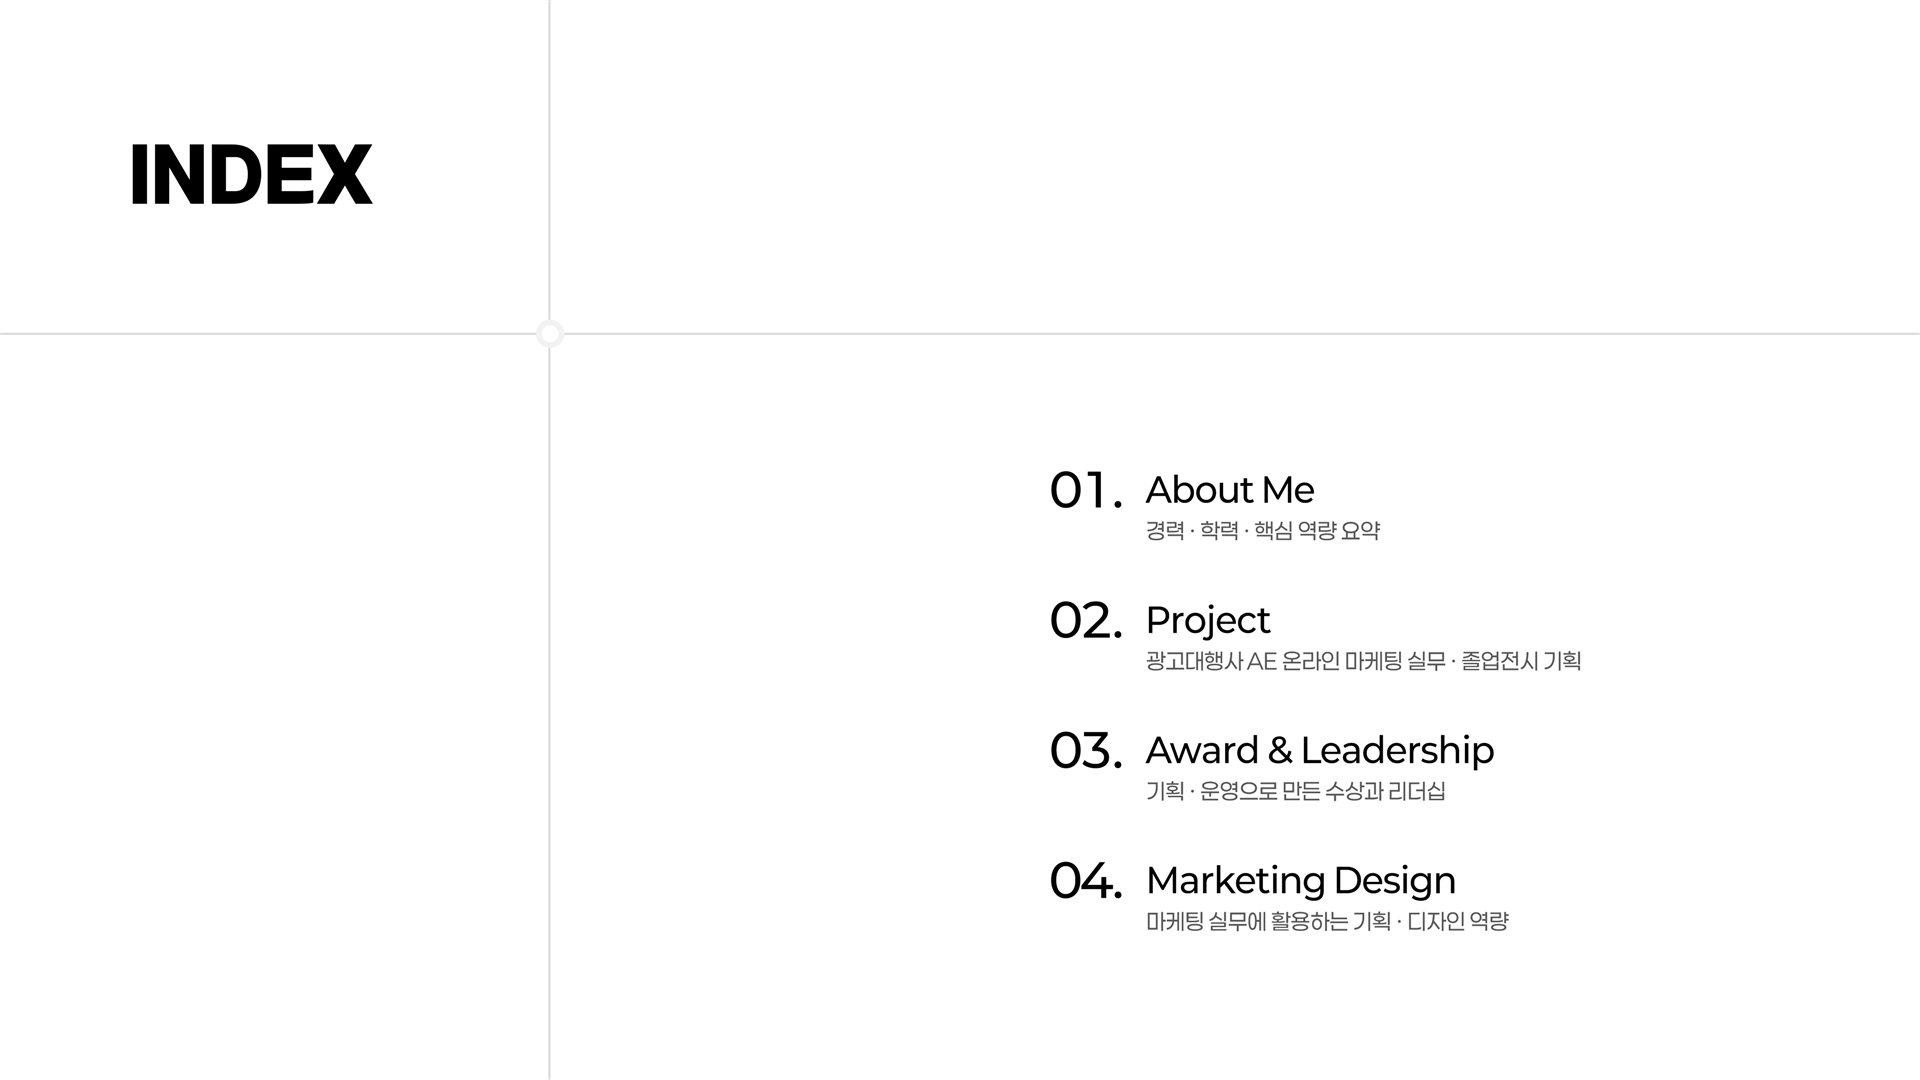 INDEX
01. About Me
경력 · 학력 · 핵심 역량 요약
02. Project
광고대행사 AE 온라인 마케팅 실무 · 졸업전시 기획
03. Award & Leadership
기획 · 운영으로 만든 수상과 리더십
04. Marketing Design
마케팅 실무에 활용하는 기획 · 디자인 역량